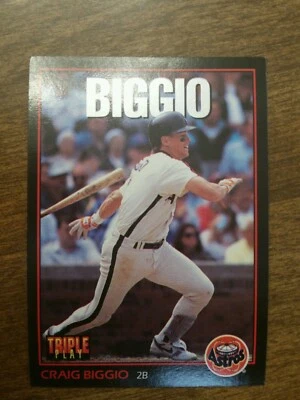 BIGGIO
TRIPLE
PLAY
Astros
CRAIG BIGGIO 2B